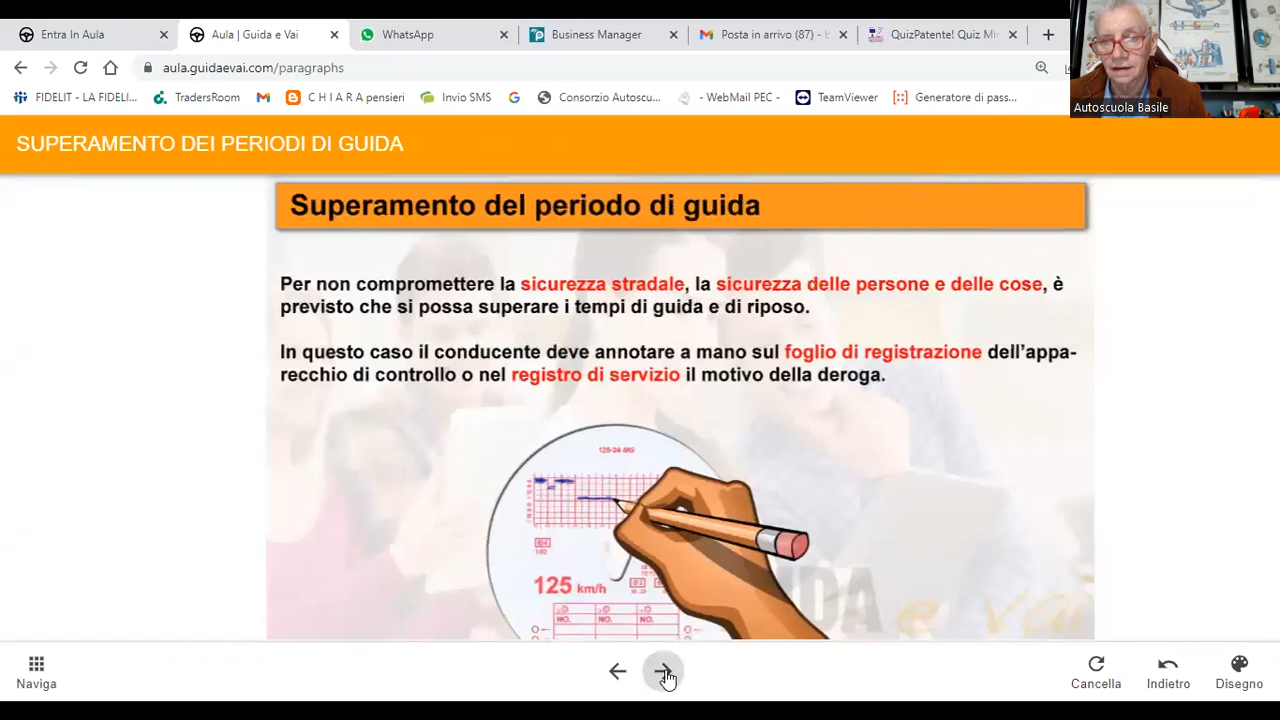 Entra In Aula
Aula | Guida e Vai
WhatsApp
Business Manager
Posta in arrivo (87) - b
QuizPatente! Quiz Mi
aula.guidaevai.com/paragraphs
FIDELIT - LA FIDELI...
TradersRoom
C H I A R A pensieri
Invio SMS
Consorzio Autoscu...
- WebMail PEC -
TeamViewer
Generatore di pass...
Autoscuola Basile
SUPERAMENTO DEI PERIODI DI GUIDA
Superamento del periodo di guida
Per non compromettere la sicurezza stradale, la sicurezza delle persone e delle cose, è
previsto che si possa superare i tempi di guida e di riposo.
In questo caso il conducente deve annotare a mano sul foglio di registrazione dell'appa-
recchio di controllo o nel registro di servizio il motivo della deroga.
140
125 km/h
NO. NO. NO.
Naviga
Cancella
Indietro
Disegno